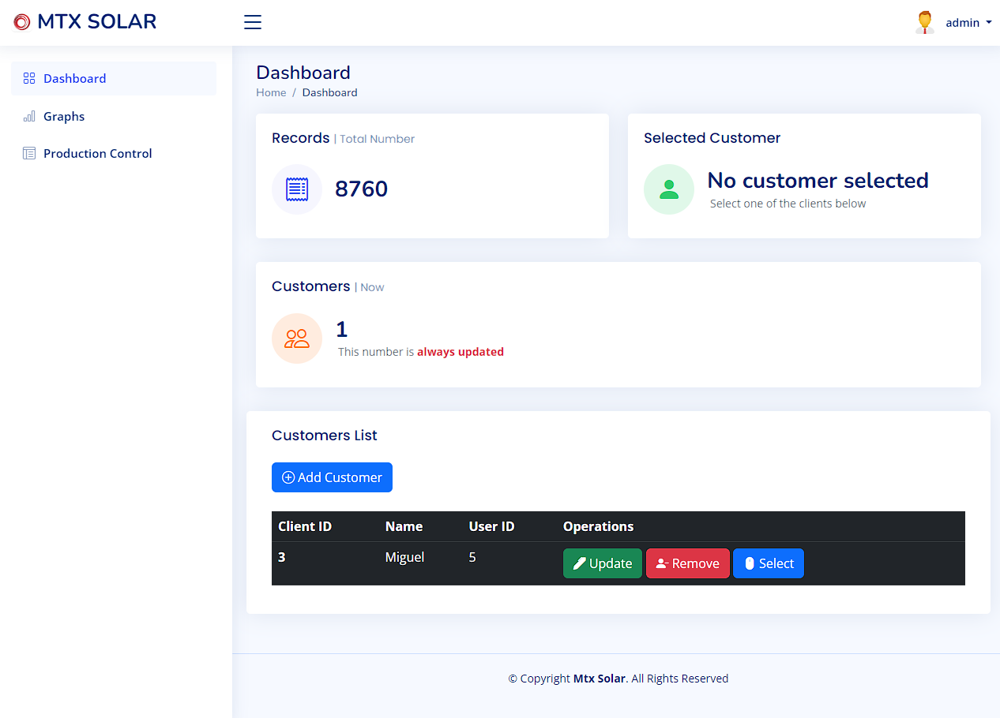 MTX SOLAR
admin
Dashboard
Graphs
Production Control
Dashboard
Home / Dashboard
Records | Total Number
8760
Selected Customer
No customer selected
Select one of the clients below
Customers | Now
1
This number is always updated
Customers List
Add Customer
Client ID Name User ID Operations
3 Miguel 5 Update Remove Select
© Copyright Mtx Solar. All Rights Reserved